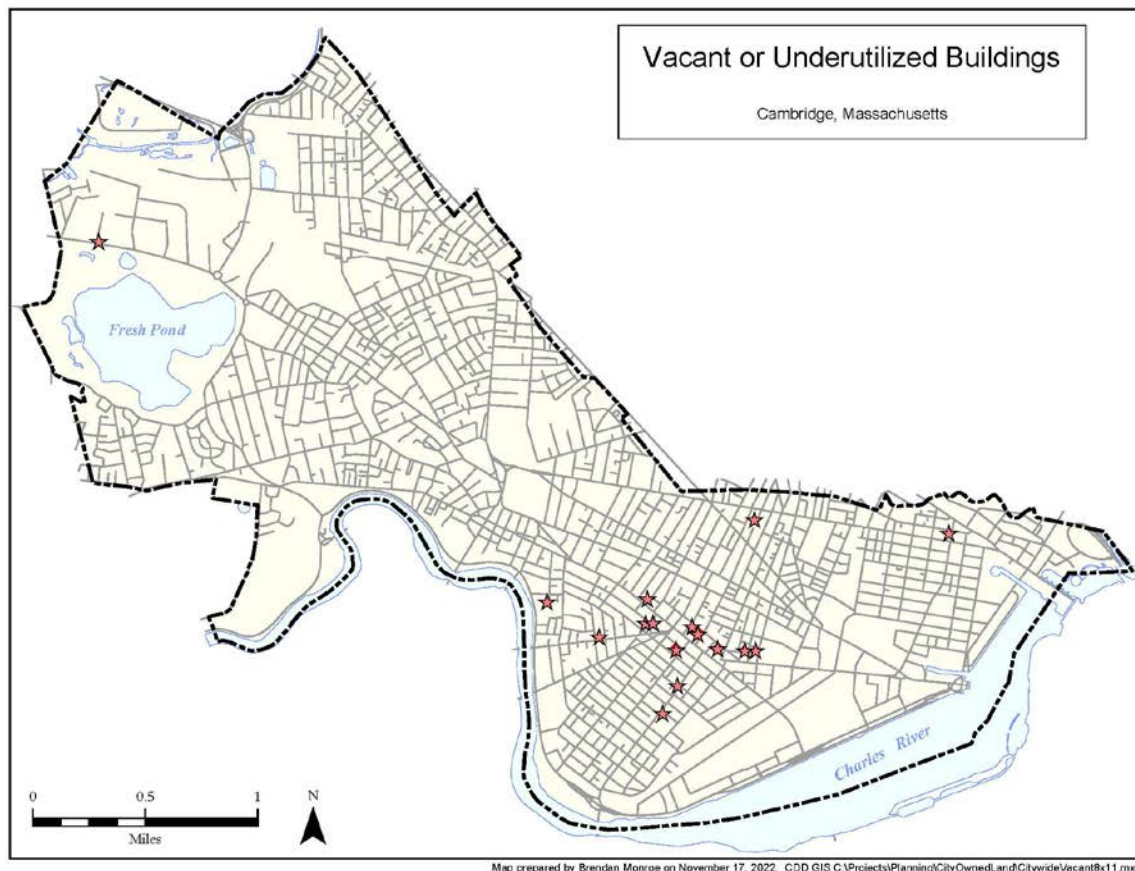 Vacant or Underutilized Buildings
Cambridge, Massachusetts
Fresh Pond
Charles River
0 0.5 1
Miles
N
Map prepared by Brendan Monroe on November 17, 2022. CDD GIS C:\Projects\Planning\CityOwnedLand\CitywideVacant8x11.mx